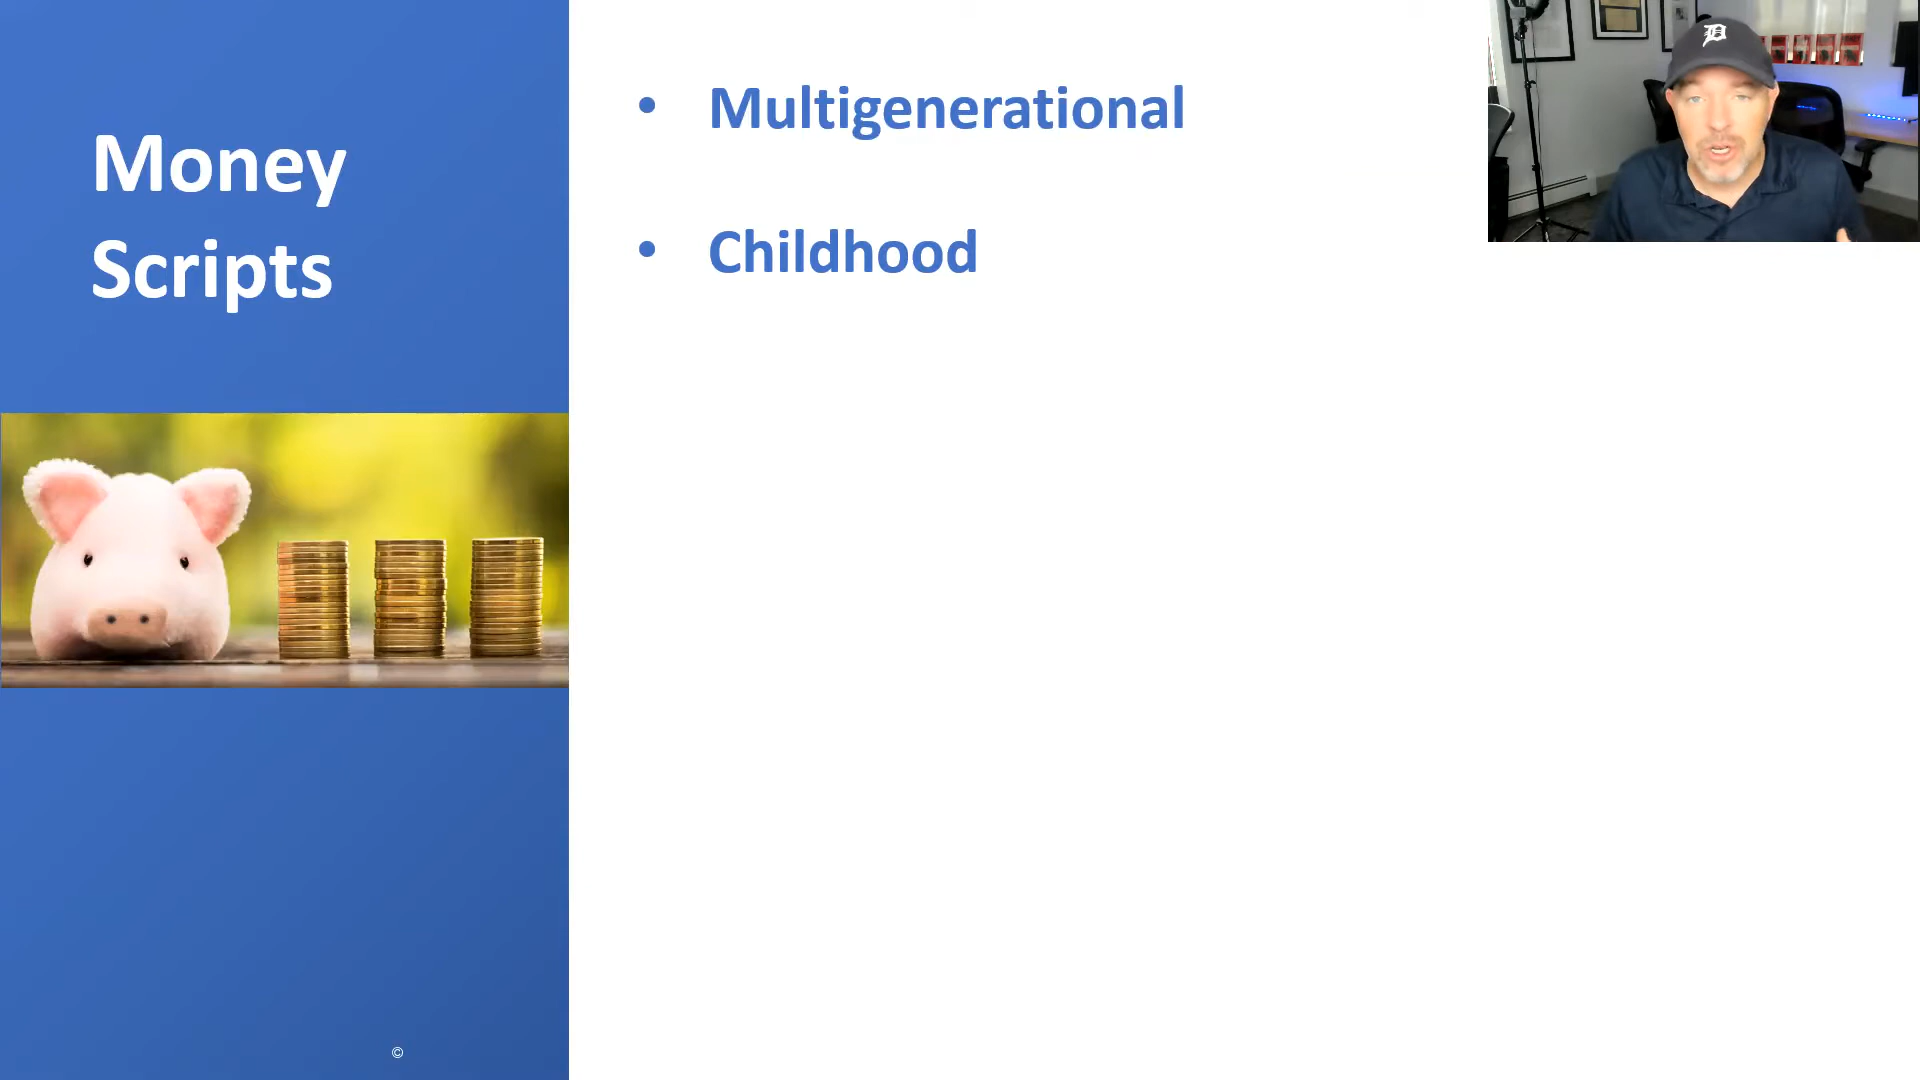 Money
Scripts
• Multigenerational
• Childhood
D
©